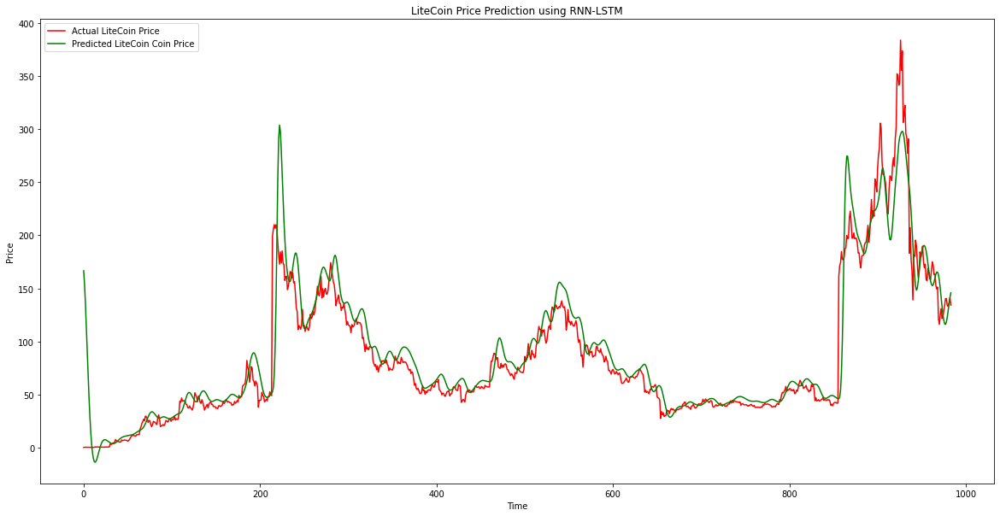 LiteCoin Price Prediction using RNN-LSTM
Actual LiteCoin Price
Predicted LiteCoin Coin Price
400
350
300
250
200
150
100
50
0
Price
0 200 400 600 800 1000
Time